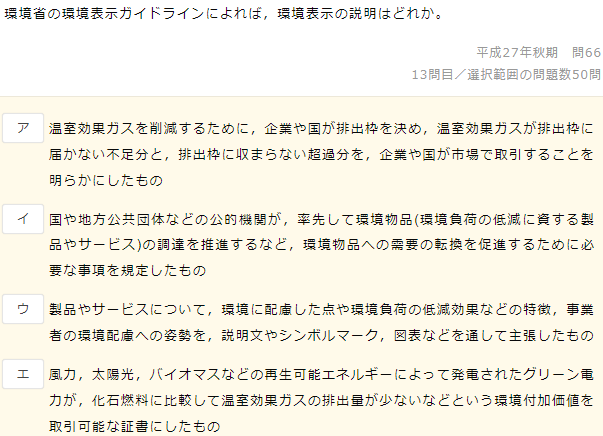 環境省の環境表示ガイドラインによれば，環境表示の説明はどれか。
平成27年秋期　問66
13問目／選択範囲の問題数50問
ア
温室効果ガスを削減するために，企業や国が排出枠を決め，温室効果ガスが排出枠に
届かない不足分と，排出枠に収まらない超過分を，企業や国が市場で取引することを
明らかにしたもの
イ
国や地方公共団体などの公的機関が，率先して環境物品(環境負荷の低減に資する製
品やサービス)の調達を推進するなど，環境物品への需要の転換を促進するために必
要な事項を規定したもの
ウ
製品やサービスについて，環境に配慮した点や環境負荷の低減効果などの特徴，事業
者の環境配慮への姿勢を，説明文やシンボルマーク，図表などを通して主張したもの
エ
風力，太陽光，バイオマスなどの再生可能エネルギーによって発電されたグリーン電
力が，化石燃料に比較して温室効果ガスの排出量が少ないなどという環境付加価値を
取引可能な証書にしたもの